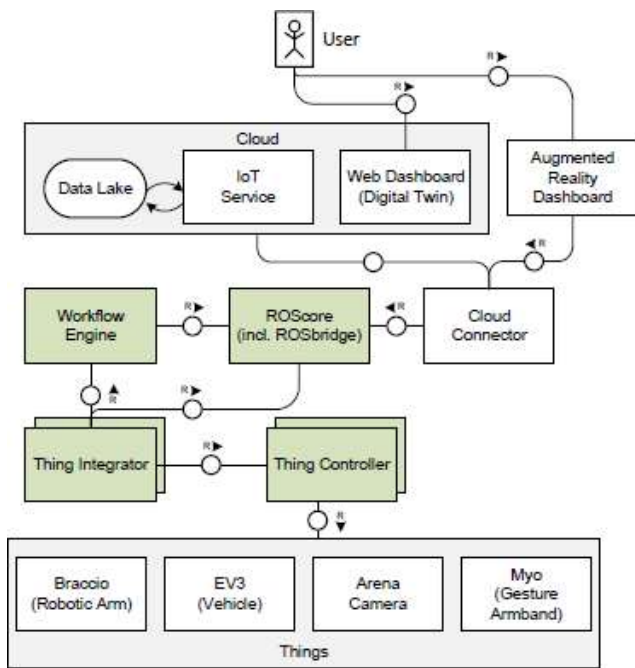 User
R
R
Cloud
Data Lake
IoT
Service
Web Dashboard
(Digital Twin)
Augmented
Reality
Dashboard
R
Workflow
Engine
R
ROScore
(incl. ROSbridge)
R
Cloud
Connector
R
R
Thing Integrator
R
Thing Controller
R
Braccio
(Robotic Arm)
EV3
(Vehicle)
Arena
Camera
Myo
(Gesture
Armband)
Things